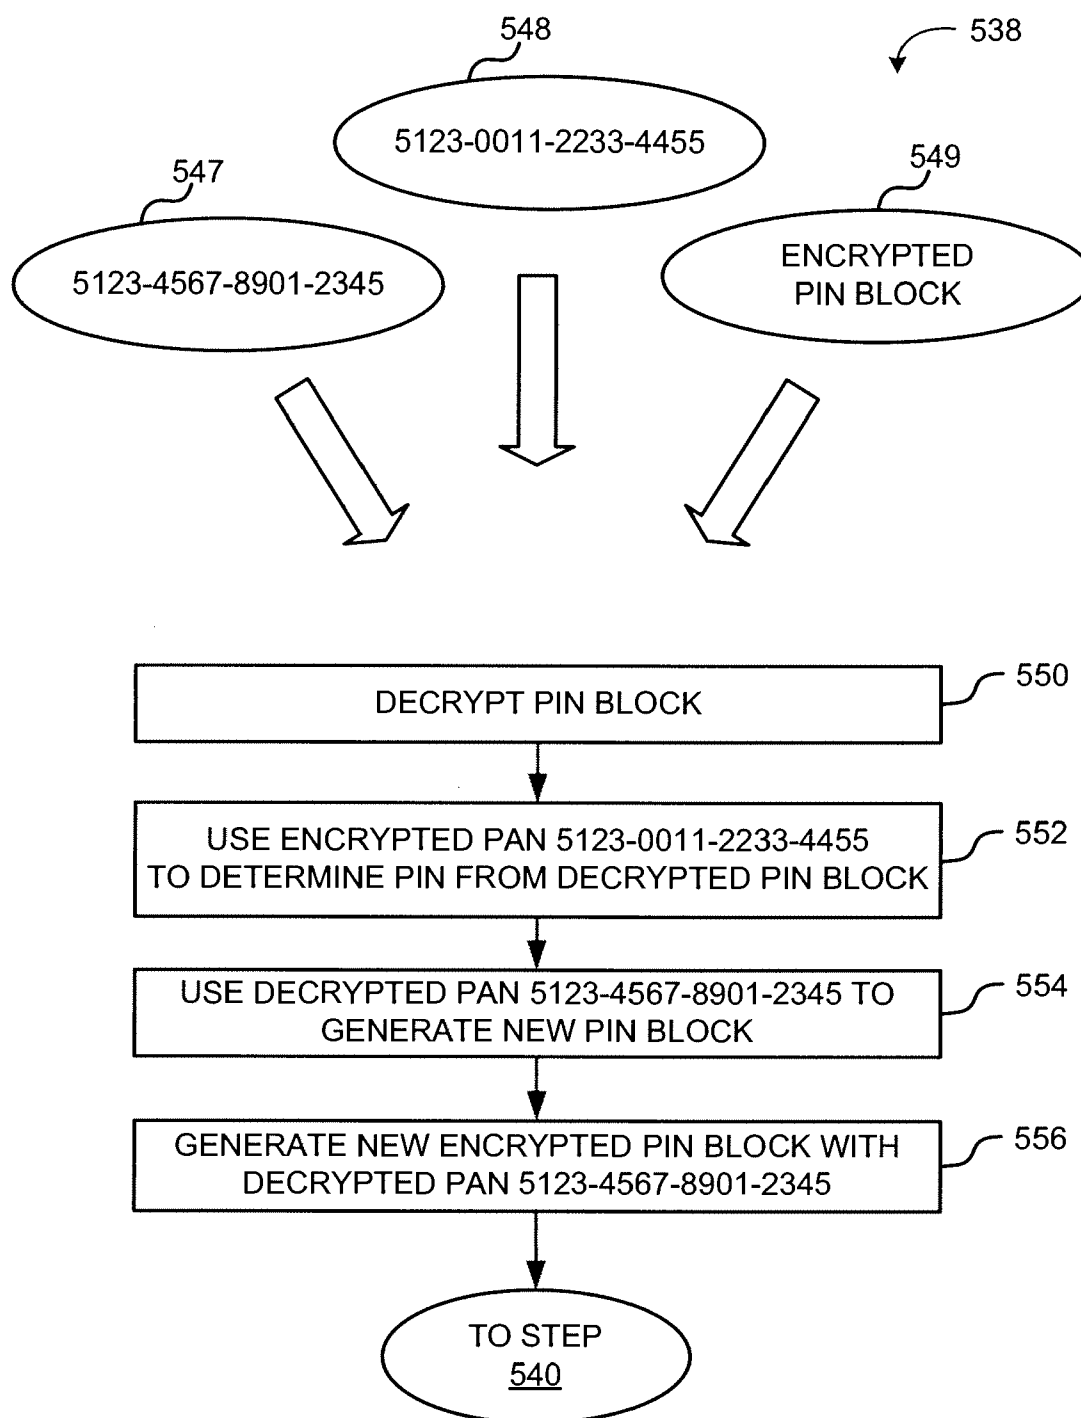 548
538
5123-0011-2233-4455
547
549
5123-4567-8901-2345
ENCRYPTED
PIN BLOCK
DECRYPT PIN BLOCK
550
USE ENCRYPTED PAN 5123-0011-2233-4455
TO DETERMINE PIN FROM DECRYPTED PIN BLOCK
552
USE DECRYPTED PAN 5123-4567-8901-2345 TO
GENERATE NEW PIN BLOCK
554
GENERATE NEW ENCRYPTED PIN BLOCK WITH
DECRYPTED PAN 5123-4567-8901-2345
556
TO STEP
540